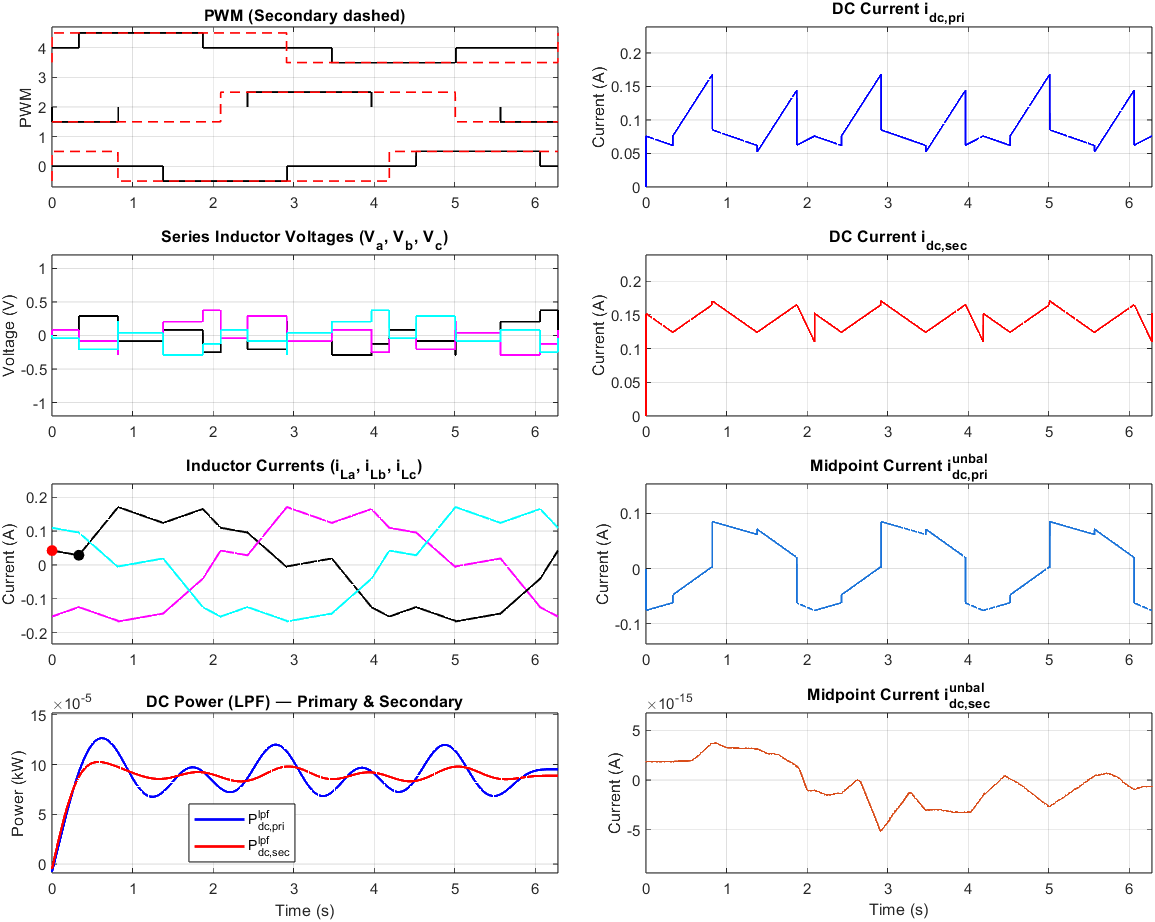 PWM (Secondary dashed)
PWM
4
3
2
1
0
0 1 2 3 4 5 6
DC Current i_dc,pri
Current (A)
0.2
0.15
0.1
0.05
0
0 1 2 3 4 5 6
Series Inductor Voltages (V_a, V_b, V_c)
Voltage (V)
1
0.5
0
-0.5
-1
0 1 2 3 4 5 6
DC Current i_dc,sec
Current (A)
0.2
0.15
0.1
0.05
0
0 1 2 3 4 5 6
Inductor Currents (i_La, i_Lb, i_Lc)
Current (A)
0.2
0.1
0
-0.1
-0.2
0 1 2 3 4 5 6
Midpoint Current i^unbal_dc,pri
Current (A)
0.1
0
-0.1
0 1 2 3 4 5 6
DC Power (LPF) — Primary & Secondary
×10^-5
Power (kW)
15
10
5
0
P^lpf_dc,pri
P^lpf_dc,sec
0 1 2 3 4 5 6
Time (s)
Midpoint Current i^unbal_dc,sec
×10^-15
Current (A)
5
0
-5
0 1 2 3 4 5 6
Time (s)